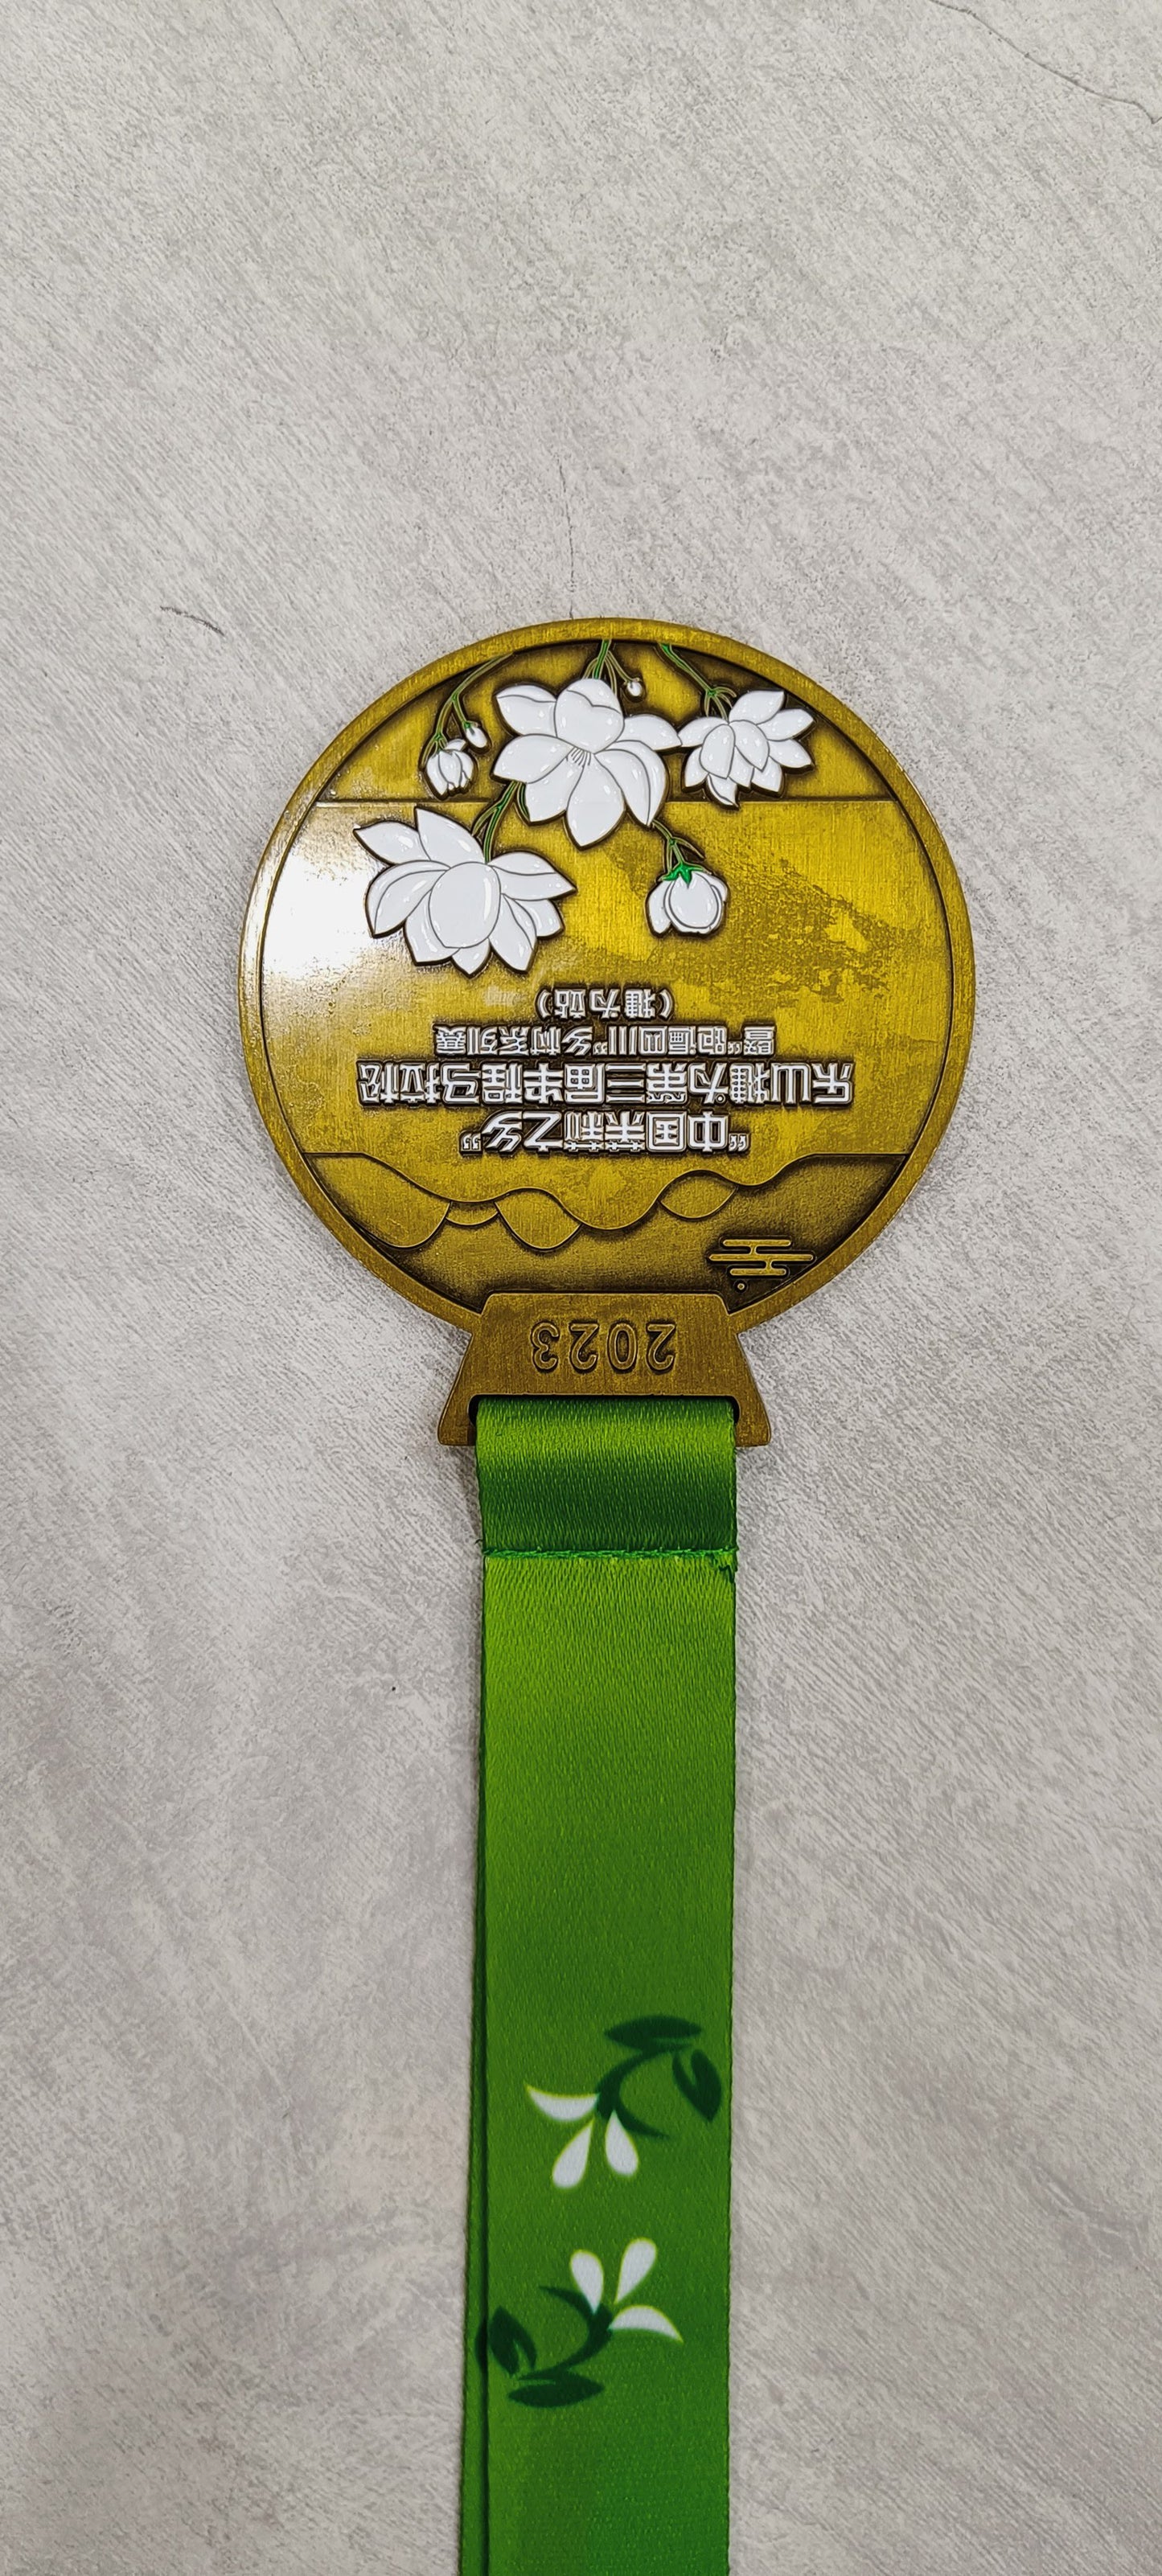 2023
“中国茉莉之乡”
乐山犍为第三届半程马拉松
暨“跑遍四川”乡村系列赛
（犍为站）